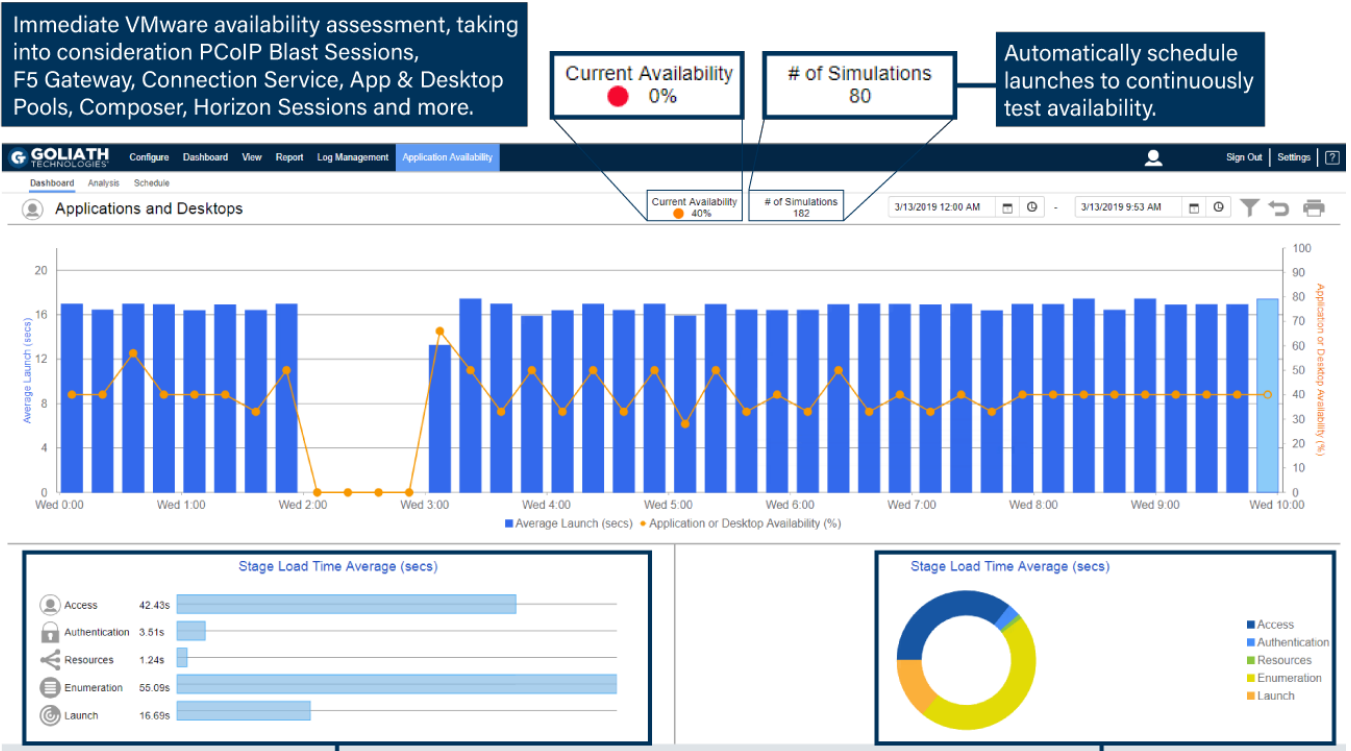 Immediate VMware availability assessment, taking
into consideration PCoIP Blast Sessions,
F5 Gateway, Connection Service, App & Desktop
Pools, Composer, Horizon Sessions and more.
Current Availability
0%
# of Simulations
80
Automatically schedule
launches to continuously
test availability.
G GOLIATH
TECHNOLOGIES
Configure Dashboard View Report Log Management Application Availability
Sign Out Settings ?
Dashboard Analysis Schedule
Applications and Desktops
Current Availability
40%
# of Simulations
182
3/13/2019 12:00 AM - 3/13/2019 9:53 AM
Average Launch (secs)
20
16
12
8
4
0
100
90
80
70
60
50
40
30
20
10
0
Application or Desktop Availability (%)
Wed 0:00 Wed 1:00 Wed 2:00 Wed 3:00 Wed 4:00 Wed 5:00 Wed 6:00 Wed 7:00 Wed 8:00 Wed 9:00 Wed 10:00
Average Launch (secs) Application or Desktop Availability (%)
Stage Load Time Average (secs)
Access 42.43s
Authentication 3.51s
Resources 1.24s
Enumeration 55.09s
Launch 16.69s
Stage Load Time Average (secs)
Access
Authentication
Resources
Enumeration
Launch